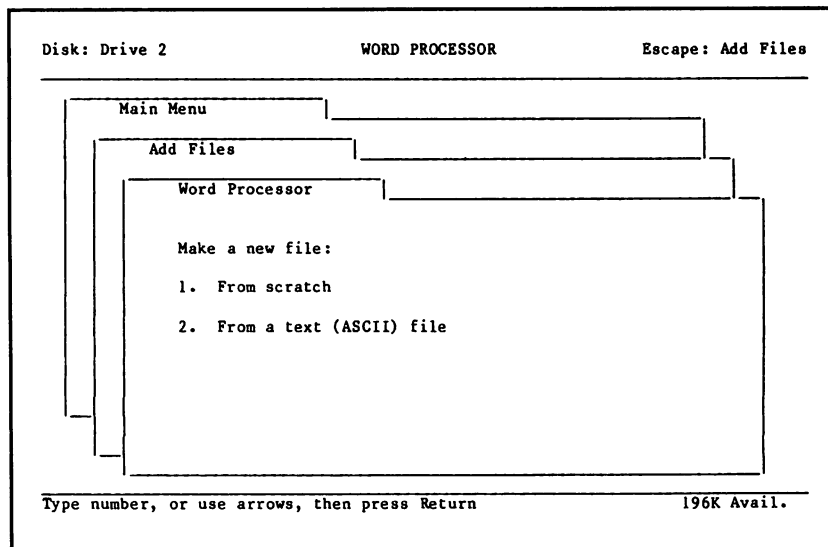 Disk: Drive 2 WORD PROCESSOR Escape: Add Files
Main Menu
Add Files
Word Processor
Make a new file:
1. From scratch
2. From a text (ASCII) file
Type number, or use arrows, then press Return 196K Avail.